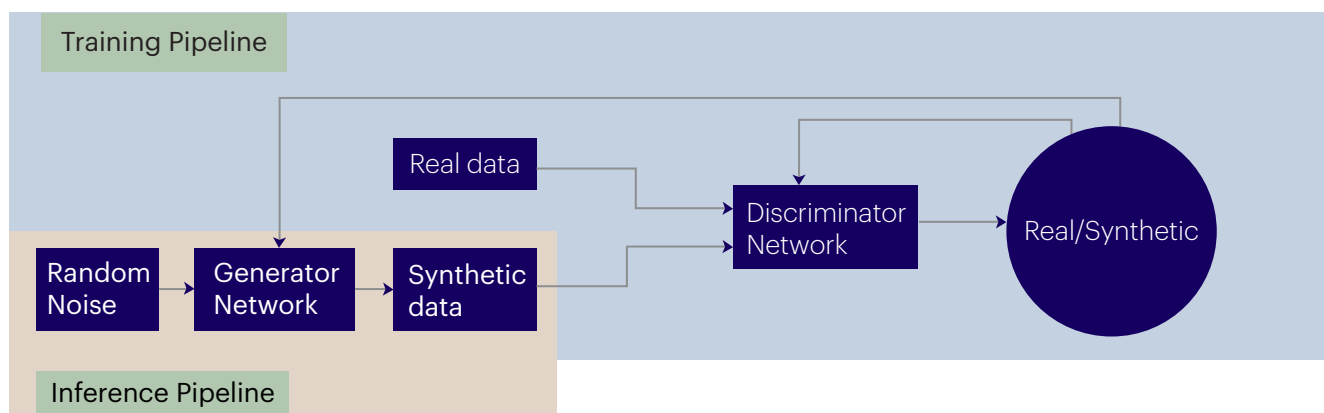 Training Pipeline
Real data
Discriminator
Network
Real/Synthetic
Random
Noise
Generator
Network
Synthetic
data
Inference Pipeline